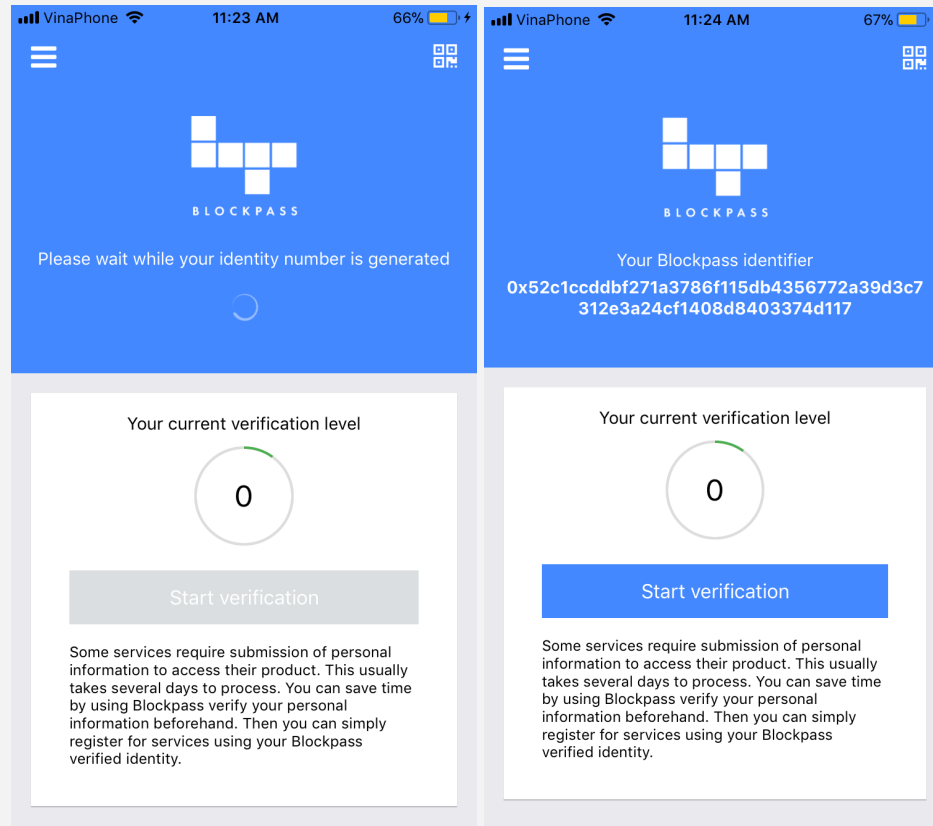 VinaPhone 11:23 AM 66%
BLOCKPASS
Please wait while your identity number is generated
Your current verification level
0
Start verification
Some services require submission of personal
information to access their product. This usually
takes several days to process. You can save time
by using Blockpass verify your personal
information beforehand. Then you can simply
register for services using your Blockpass
verified identity.
VinaPhone 11:24 AM 67%
BLOCKPASS
Your Blockpass identifier
0x52c1ccddbf271a3786f115db4356772a39d3c7
312e3a24cf1408d8403374d117
Your current verification level
0
Start verification
Some services require submission of personal
information to access their product. This usually
takes several days to process. You can save time
by using Blockpass verify your personal
information beforehand. Then you can simply
register for services using your Blockpass
verified identity.